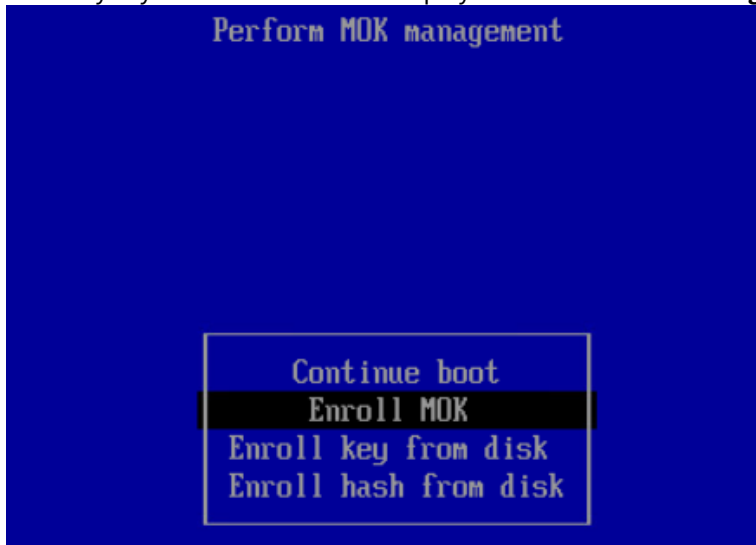 Perform MOK management
Continue boot
Enroll MOK
Enroll key from disk
Enroll hash from disk